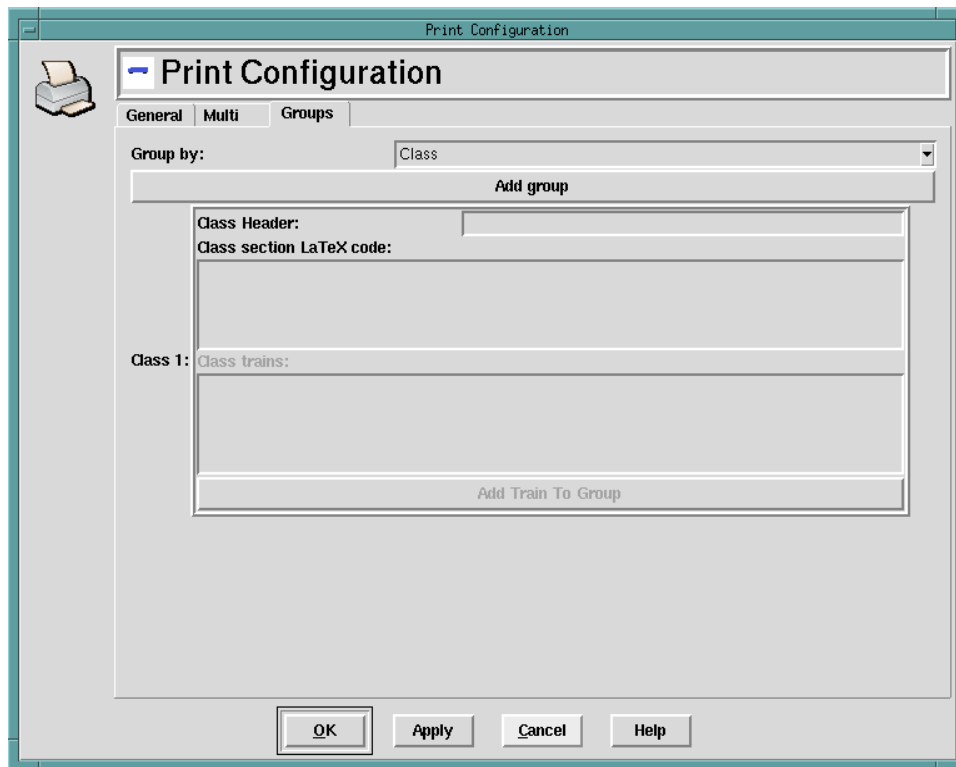 Print Configuration
Print Configuration
General Multi Groups
Group by: Class
Add group
Class Header:
Class section LaTeX code:
Class 1: Class trains:
Add Train To Group
OK Apply Cancel Help